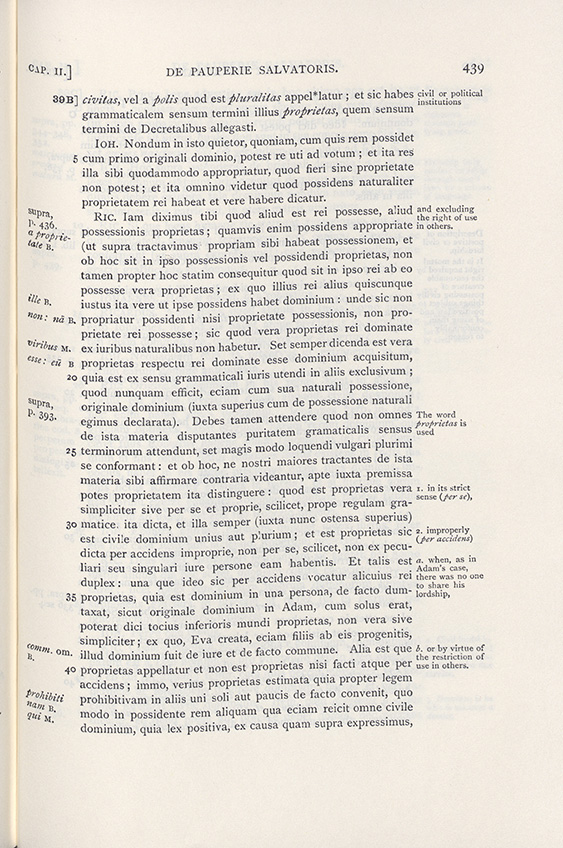 CAP. II.] DE PAUPERIE SALVATORIS. 439
39B] civitas, vel a polis quod est pluralitas appel*latur ; et sic habes civil or political
grammaticalem sensum termini illius proprietas, quem sensum institutions
termini de Decretalibus allegasti.
IOH. Nondum in isto quietor, quoniam, cum quis rem possidet
5 cum primo originali dominio, potest re uti ad votum ; et ita res
illa sibi quodammodo appropriatur, quod fieri sine proprietate
non potest ; et ita omnino videtur quod possidens naturaliter
proprietatem rei habeat et vere habere dicatur.
supra, RIC. Iam diximus tibi quod aliud est rei possesse, aliud and excluding
p. 436. possessionis proprietas ; quamvis enim possidens appropriate the right of use
a proprietate B. (ut supra tractavimus propriam sibi habeat possessionem, et in others.
ob hoc sit in ipso possessionis vel possidendi proprietas, non
tamen propter hoc statim consequitur quod sit in ipso rei ab eo
possesse vera proprietas ; ex quo illius rei alius quiscunque
ille B. iustus ita vere ut ipse possidens habet dominium : unde sic non
non: nā B. propriatur possidenti nisi proprietate possessionis, non pro-
prietate rei possesse ; sic quod vera proprietas rei dominate
viribus M. ex iuribus naturalibus non habetur. Set semper dicenda est vera
esse: eū B proprietas respectu rei dominate esse dominium acquisitum,
20 quia est ex sensu grammaticali iuris utendi in aliis exclusivum ;
quod nunquam efficit, eciam cum sua naturali possessione,
supra, originale dominium (iuxta superius cum de possessione naturali
p. 393. egimus declarata). Debes tamen attendere quod non omnes The word
de ista materia disputantes puritatem gramaticalis sensus proprietas is
25 terminorum attendunt, set magis modo loquendi vulgari plurimi used
se conformant : et ob hoc, ne nostri maiores tractantes de ista
materia sibi affirmare contraria videantur, apte iuxta premissa
potes proprietatem ita distinguere : quod est proprietas vera 1. in its strict
simpliciter sive per se et proprie, scilicet, prope regulam gra- sense (per se),
30 matice ita dicta, et illa semper (iuxta nunc ostensa superius)
est civile dominium unius aut plurium ; et est proprietas sic 2. improperly
dicta per accidens improprie, non per se, scilicet, non ex pecu- (per accidens)
liari seu singulari iure persone eam habentis. Et talis est a. when, as in
duplex : una que ideo sic per accidens vocatur alicuius rei Adam's case, there was no one
35 proprietas, quia est dominium in una persona, de facto dum- to share his lordship,
taxat, sicut originale dominium in Adam, cum solus erat,
poterat dici tocius inferioris mundi proprietas, non vera sive
simpliciter ; ex quo, Eva creata, eciam filiis ab eis progenitis,
comm. om. B. illud dominium fuit de iure et de facto commune. Alia est que b. or by virtue of
40 proprietas appellatur et non est proprietas nisi facti atque per the restriction of use in others.
accidens ; immo, verius proprietas estimata quia propter legem
prohibiti prohibitivam in aliis uni soli aut paucis de facto convenit, quo
nam B. modo in possidente rem aliquam qua eciam reicit omne civile
qui M. dominium, quia lex positiva, ex causa quam supra expressimus,